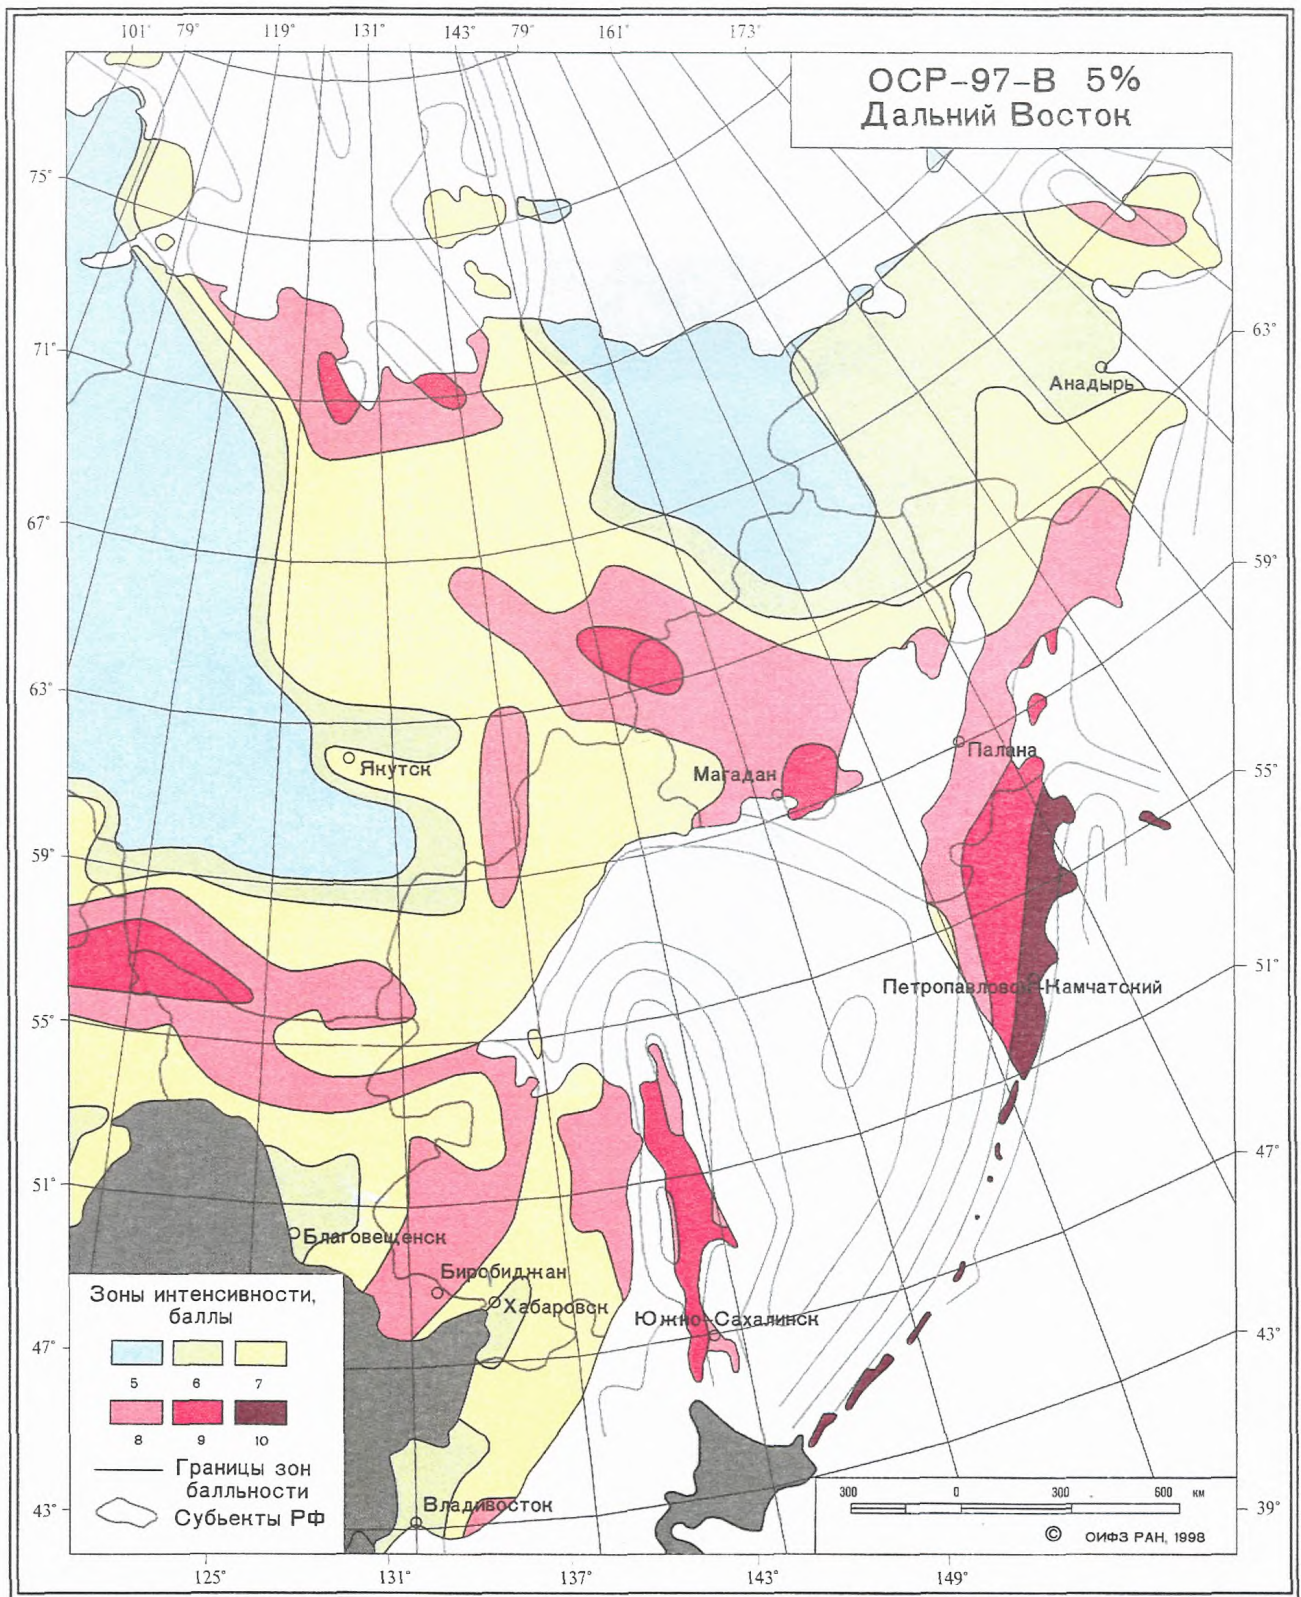 101° 79° 119° 131° 143° 79° 161° 173°
ОСР-97-В 5%
Дальний Восток
75°
71°
63°
Анадырь
67°
59°
63°
Палана
Якутск
Магадан
55°
59°
Петропавловск-Камчатский
51°
55°
47°
51°
Благовещенск
Биробиджан
Хабаровск
Южно-Сахалинск
43°
47°
Зоны интенсивности,
баллы
5 6 7
8 9 10
Границы зон
балльности
Субьекты РФ
Владивосток
43°
300 0 300 600 км
39°
© ОИФЗ РАН, 1998
125° 131° 137° 143° 149°